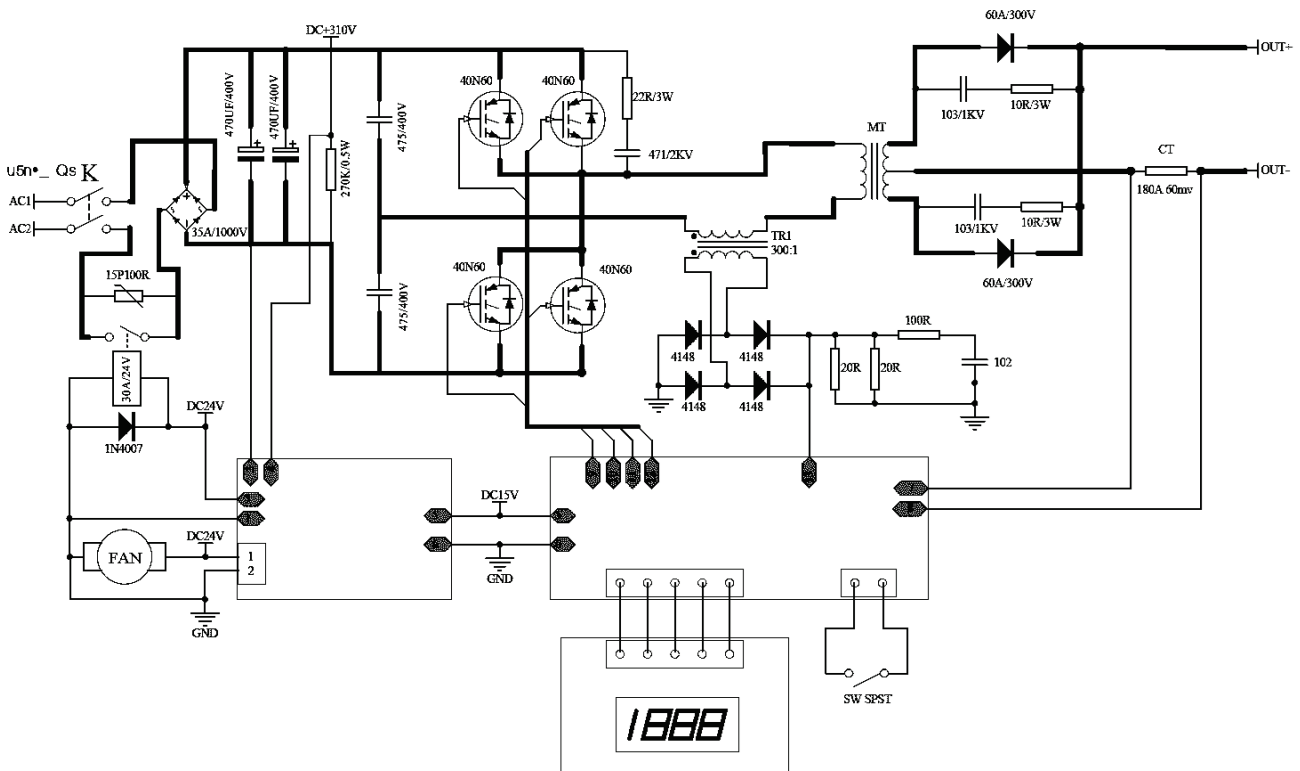 60A/300V
DC+310V
OUT+
470UF/400V
470UF/400V
475/400V
40N60
40N60
22R/3W
103/1KV
10R/3W
MT
u5n•_ Qs K
270K/0.5W
471/2KV
CT
OUT-
180A 60mv
AC1
AC2
35A/1000V
103/1KV
10R/3W
TR1
300:1
15P100R
475/400V
40N60
40N60
60A/300V
100R
4148
4148
20R
20R
102
30A/24V
4148
4148
DC24V
1N4007
DC15V
DC24V
FAN
1
2
GND
GND
SW SPST
1888